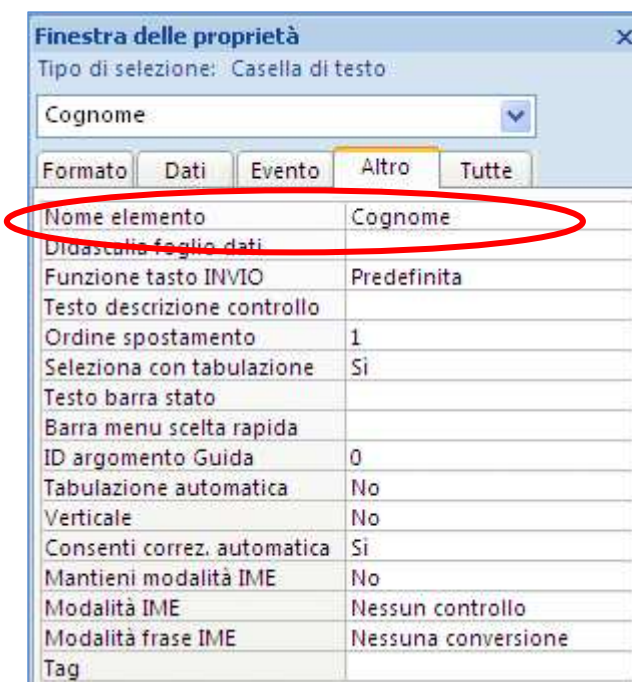 Finestra delle proprietà
Tipo di selezione: Casella di testo
Cognome
Formato Dati Evento Altro Tutte
Nome elemento Cognome
Didascalia foglio dati
Funzione tasto INVIO Predefinita
Testo descrizione controllo
Ordine spostamento 1
Seleziona con tabulazione Sì
Testo barra stato
Barra menu scelta rapida
ID argomento Guida 0
Tabulazione automatica No
Verticale No
Consenti correz. automatica Sì
Mantieni modalità IME No
Modalità IME Nessun controllo
Modalità frase IME Nessuna conversione
Tag